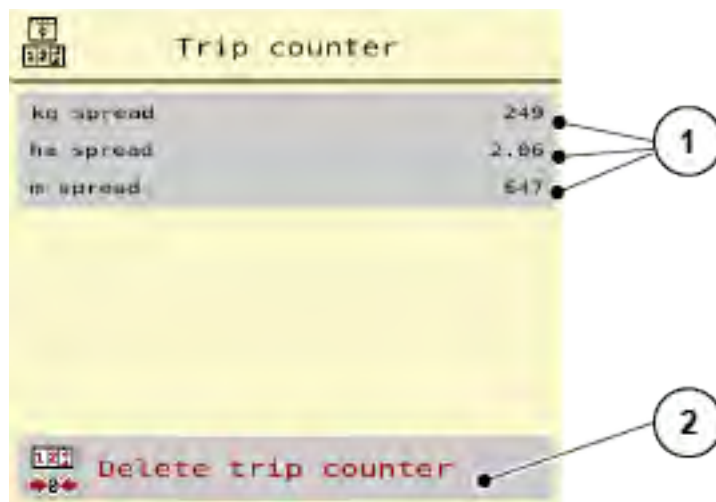 Trip counter
kg spread 249
ha spread 2.06
m spread 647
1
2
Delete trip counter